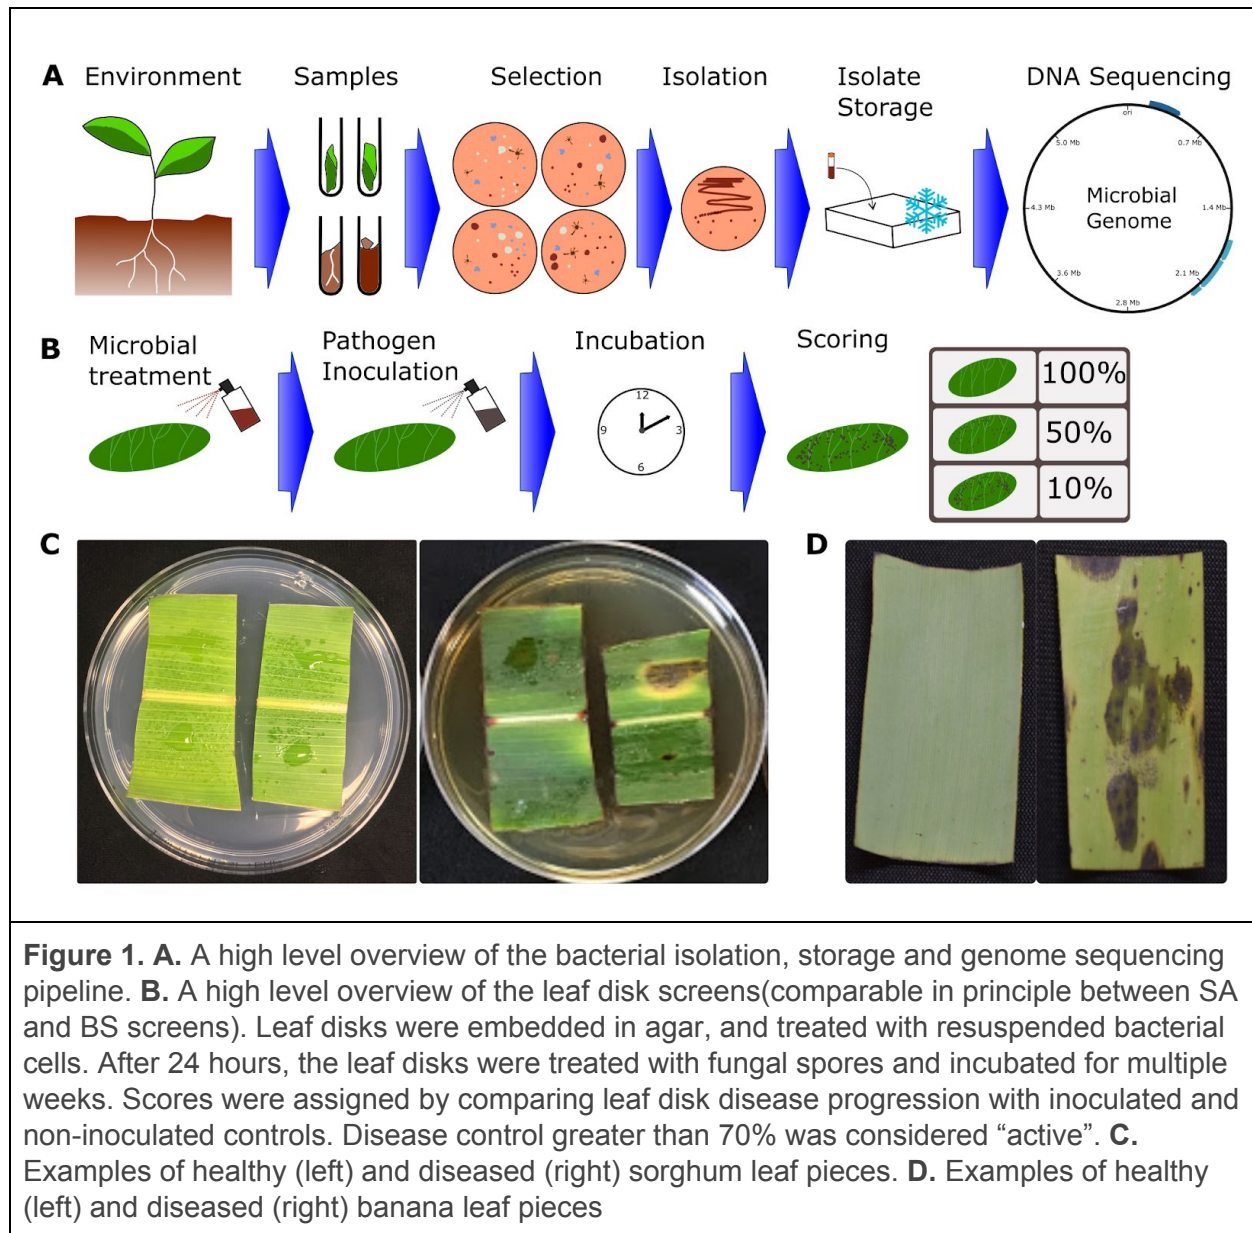 A Environment Samples Selection Isolation Isolate Storage DNA Sequencing
ori
5.0 Mb 0.7 Mb
4.3 Mb Microbial Genome 1.4 Mb
3.6 Mb 2.1 Mb
2.8 Mb
B Microbial treatment Pathogen Inoculation Incubation Scoring
12
9 3
6
100%
50%
10%
C D
Figure 1. A. A high level overview of the bacterial isolation, storage and genome sequencing
pipeline. B. A high level overview of the leaf disk screens(comparable in principle between SA
and BS screens). Leaf disks were embedded in agar, and treated with resuspended bacterial
cells. After 24 hours, the leaf disks were treated with fungal spores and incubated for multiple
weeks. Scores were assigned by comparing leaf disk disease progression with inoculated and
non-inoculated controls. Disease control greater than 70% was considered “active”. C.
Examples of healthy (left) and diseased (right) sorghum leaf pieces. D. Examples of healthy
(left) and diseased (right) banana leaf pieces